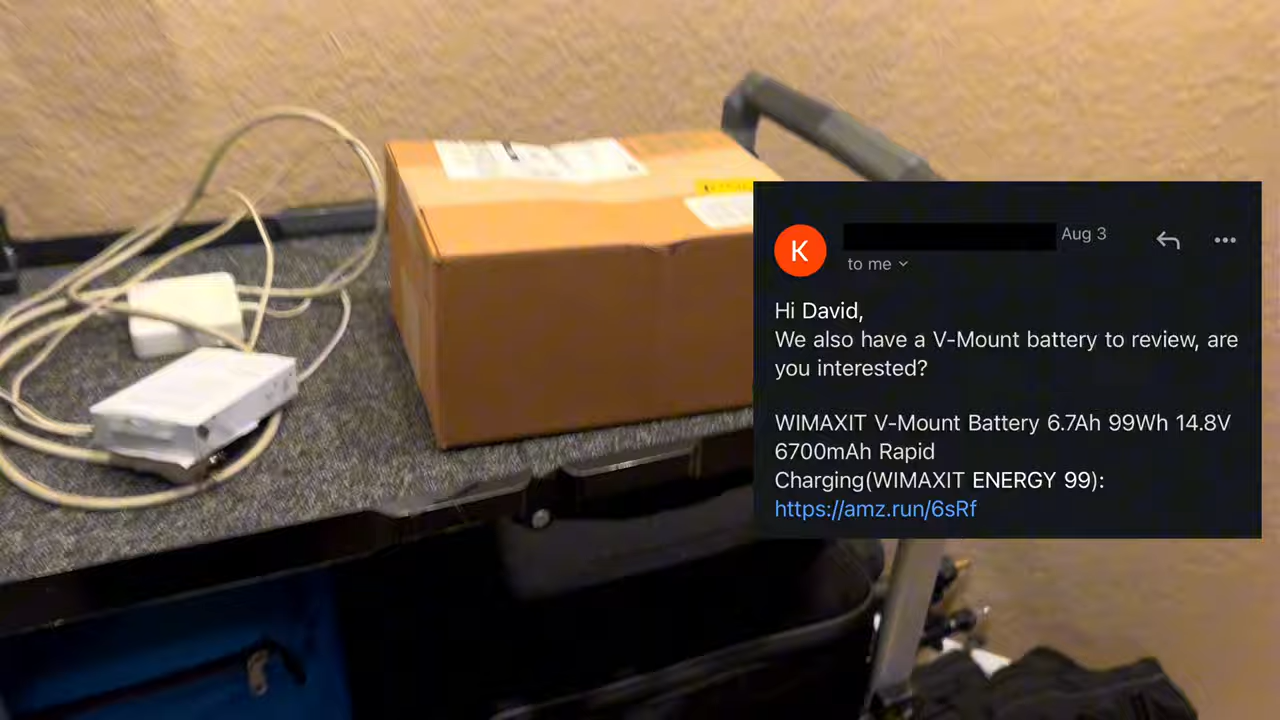 K
Aug 3
to me
Hi David,
We also have a V-Mount battery to review, are
you interested?
WIMAXIT V-Mount Battery 6.7Ah 99Wh 14.8V
6700mAh Rapid
Charging(WIMAXIT ENERGY 99):
https://amz.run/6sRf